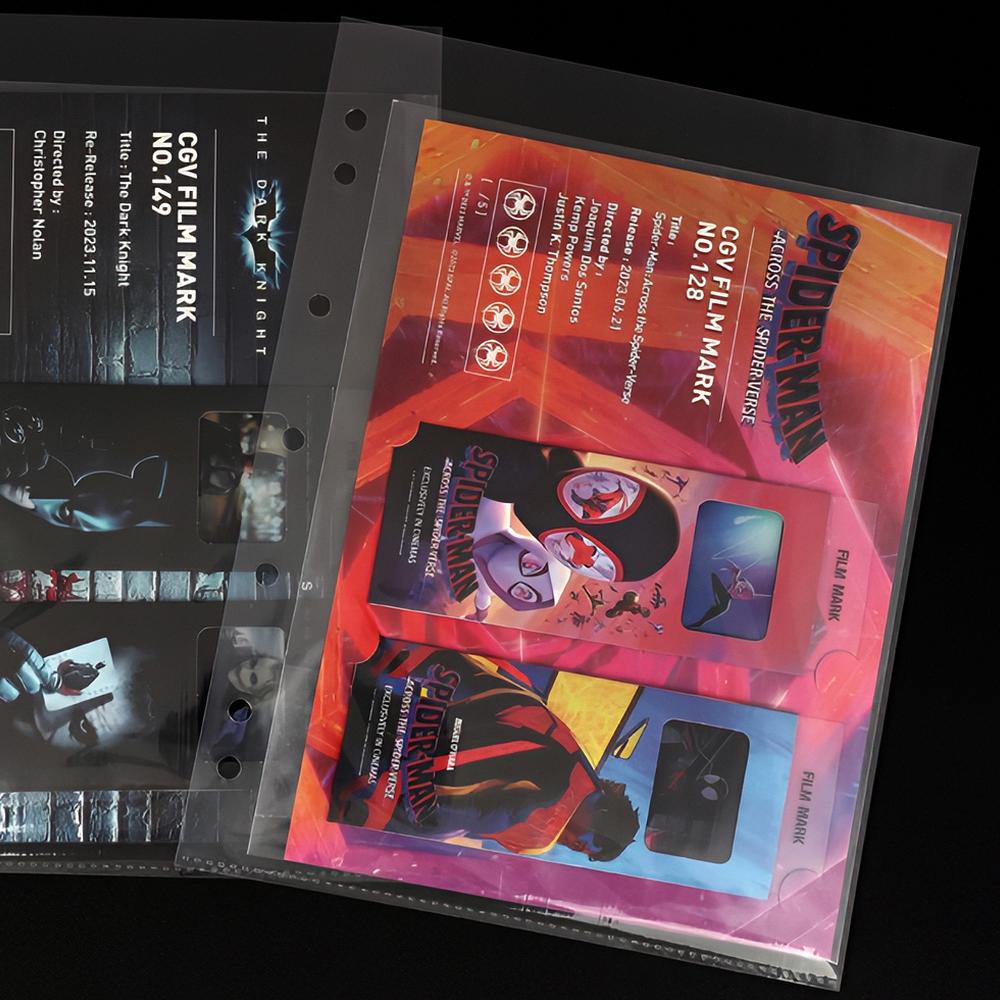 THE DARK KNIGHT
CGV FILM MARK
NO.149
Title : The Dark Knight
Re-Release : 2023.11.15
Directed by :
Christopher Nolan
SPIDER-MAN
ACROSS THE SPIDER-VERSE
CGV FILM MARK
NO.128
Title :
Spider-Man: Across the Spider-Verse
Release : 2023.06.21
Directed by :
Joaquim Dos Santos
Kemp Powers
Justin K. Thompson
( /5)
FILM MARK
SPIDER-MAN
ACROSS THE SPIDER-VERSE
EXCLUSIVELY IN CINEMAS
FILM MARK
MIGUEL O'HARA
SPIDER-MAN
ACROSS THE SPIDER-VERSE
EXCLUSIVELY IN CINEMAS